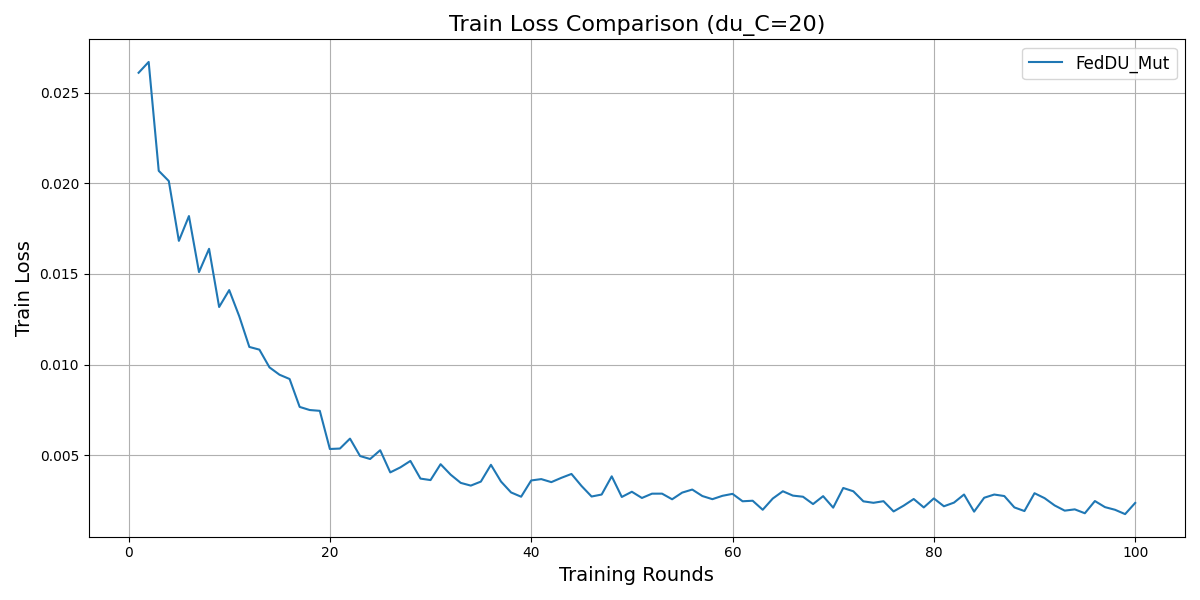 Train Loss Comparison (du_C=20)
FedDU_Mut
Train Loss
0.025
0.020
0.015
0.010
0.005
0 20 40 60 80 100
Training Rounds